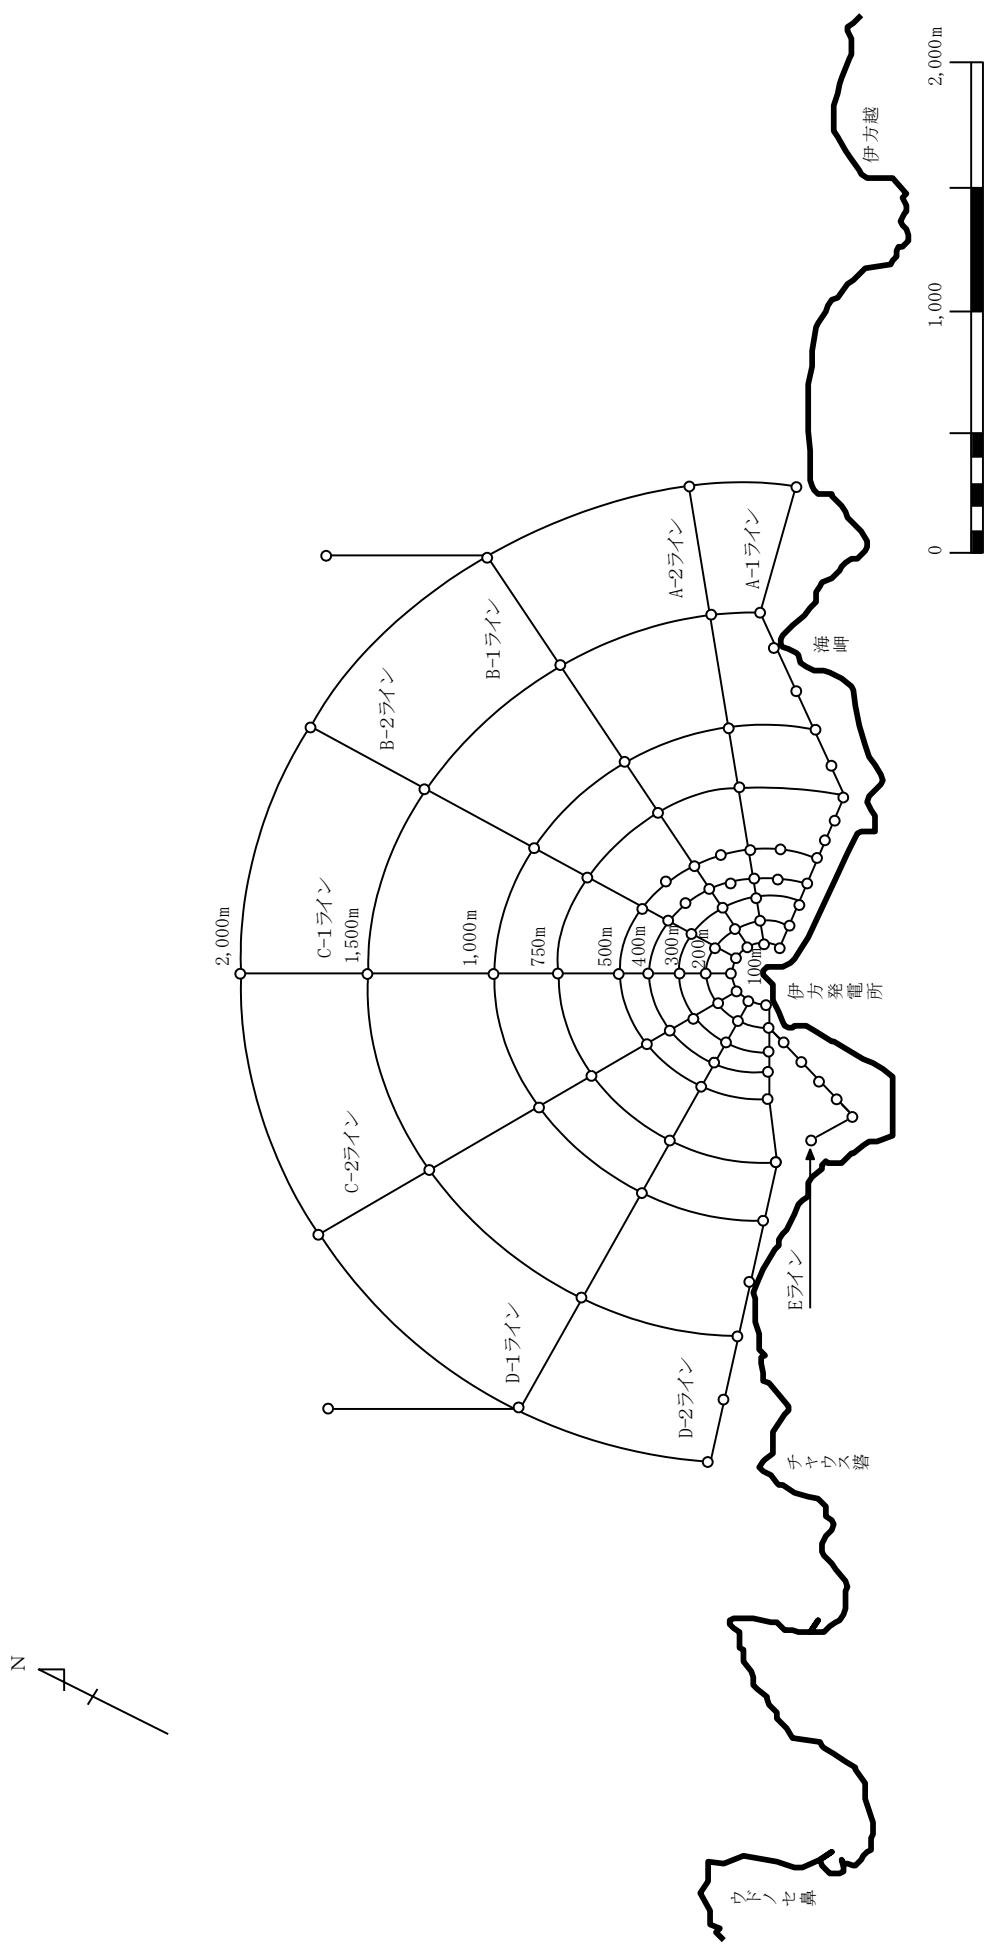 N
2,000m
1,500m
1,000m
750m
500m
400m
300m
200m
100m
A-1ライン
A-2ライン
B-1ライン
B-2ライン
C-1ライン
C-2ライン
D-1ライン
D-2ライン
Eライン
ウドノセ鼻
チャウス碆
伊方発電所
海岬
伊方越
0
1,000
2,000m